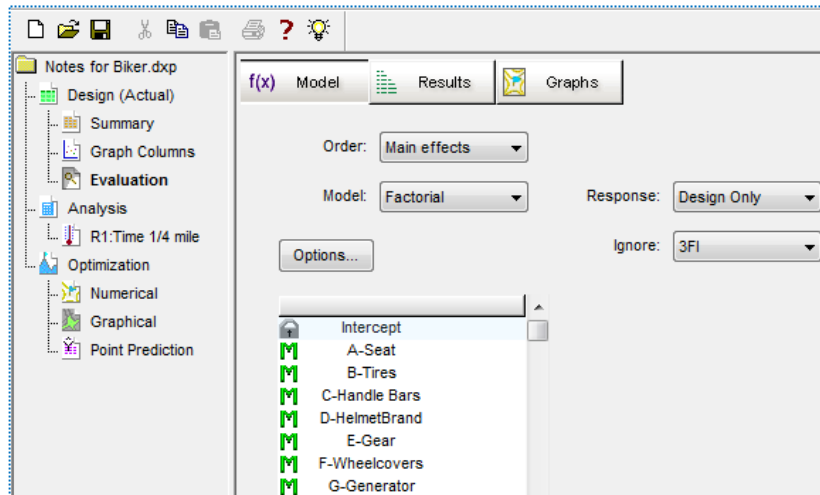 Notes for Biker.dxp
Design (Actual)
Summary
Graph Columns
Evaluation
Analysis
R1:Time 1/4 mile
Optimization
Numerical
Graphical
Point Prediction
f(x) Model Results Graphs
Order: Main effects
Model: Factorial Response: Design Only
Options... Ignore: 3FI
Intercept
M A-Seat
M B-Tires
M C-Handle Bars
M D-HelmetBrand
M E-Gear
M F-Wheelcovers
M G-Generator